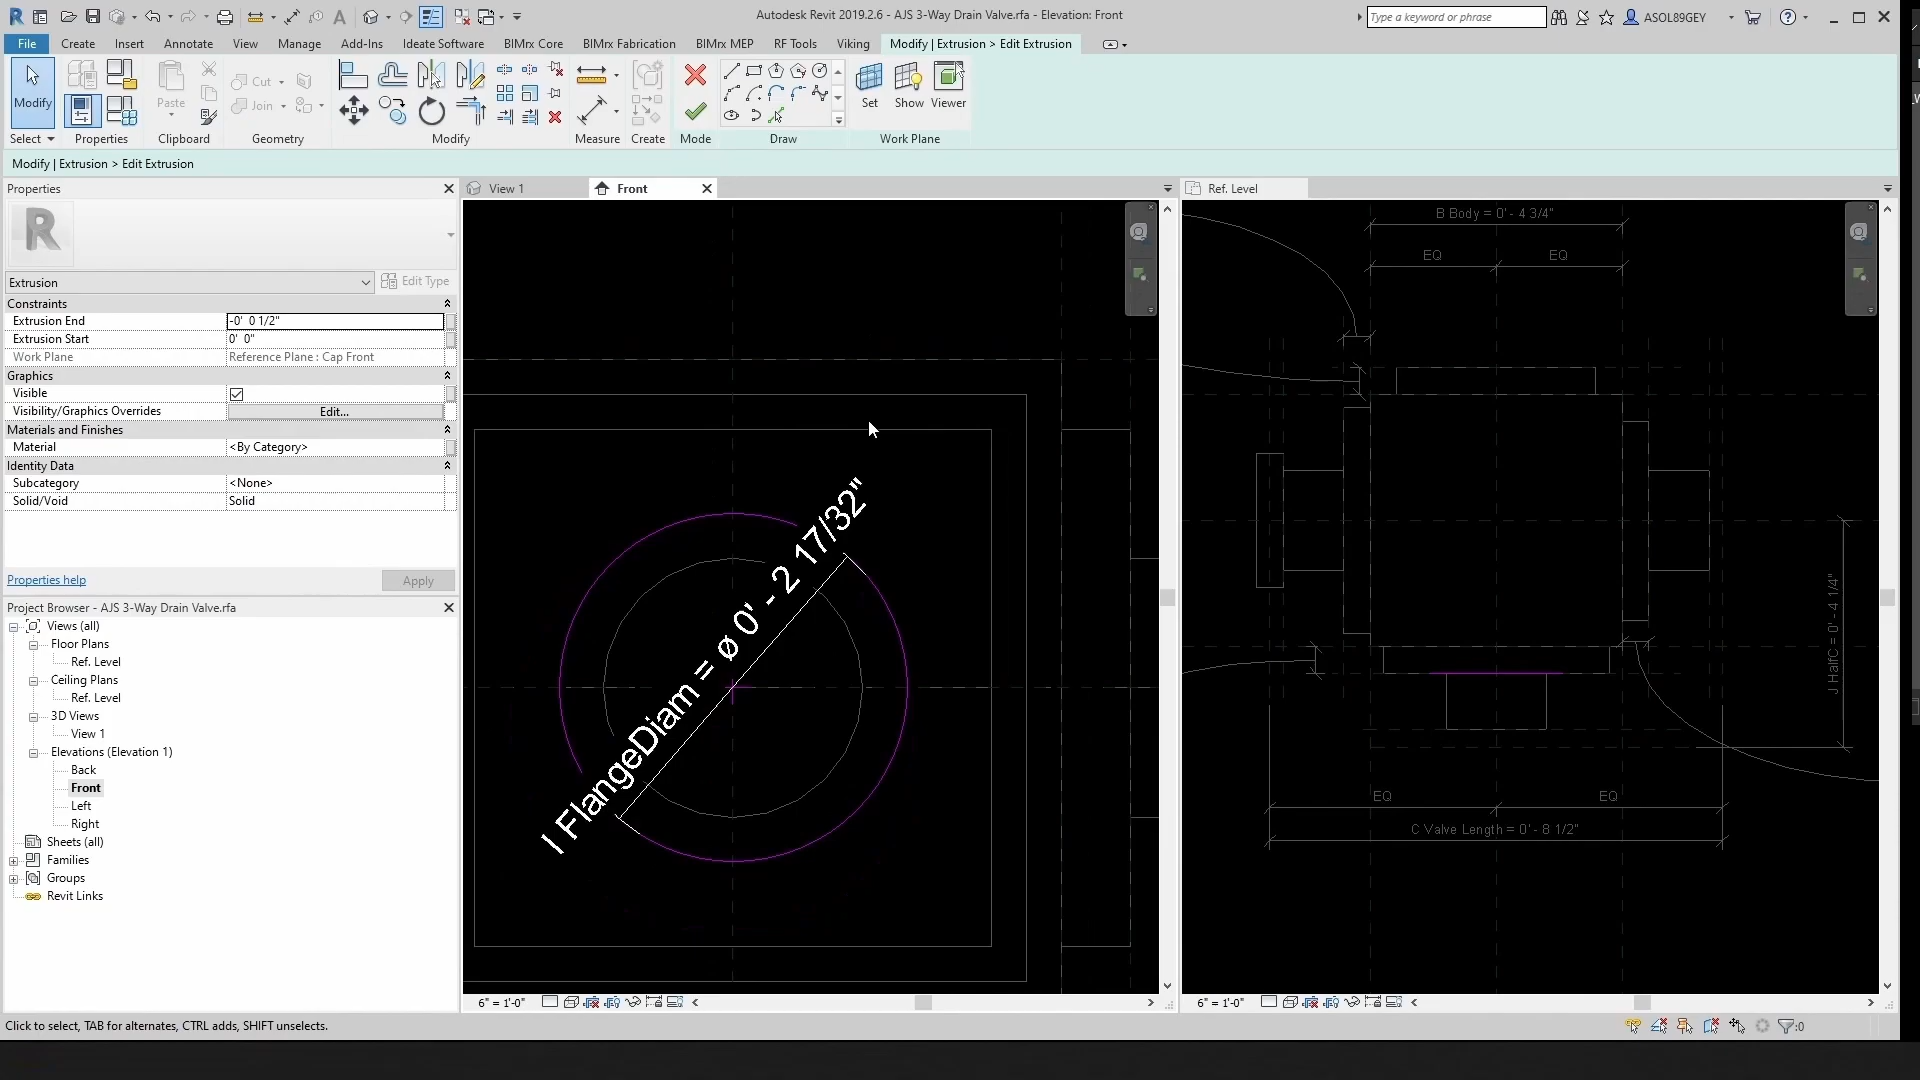 Autodesk Revit 2019.2.6 - AJS 3-Way Drain Valve.rfa - Elevation: Front
Type a keyword or phrase
ASOL89GEY
File Create Insert Annotate View Manage Add-Ins Ideate Software BIMrx Core BIMrx Fabrication BIMrx MEP RF Tools Viking Modify | Extrusion > Edit Extrusion
Modify
Paste
Cut
Join
Set Show Viewer
Select Properties Clipboard Geometry Modify Measure Create Mode Draw Work Plane
Modify | Extrusion > Edit Extrusion
Properties
View 1
Front
Ref. Level
Extrusion
Edit Type
Constraints
Extrusion End -0' 0 1/2"
Extrusion Start 0' 0"
Work Plane Reference Plane : Cap Front
Graphics
Visible
Visibility/Graphics Overrides Edit...
Materials and Finishes
Material <By Category>
Identity Data
Subcategory <None>
Solid/Void Solid
Properties help
Apply
Project Browser - AJS 3-Way Drain Valve.rfa
Views (all)
Floor Plans
Ref. Level
Ceiling Plans
Ref. Level
3D Views
View 1
Elevations (Elevation 1)
Back
Front
Left
Right
Sheets (all)
Families
Groups
Revit Links
I FlangeDiam = ø 0' - 2 17/32"
B Body = 0' - 4 3/4"
EQ EQ
J HalfC = 0' - 4 1/4"
EQ EQ
C Valve Length = 0' - 8 1/2"
6" = 1'-0"
6" = 1'-0"
Click to select, TAB for alternates, CTRL adds, SHIFT unselects.
:0